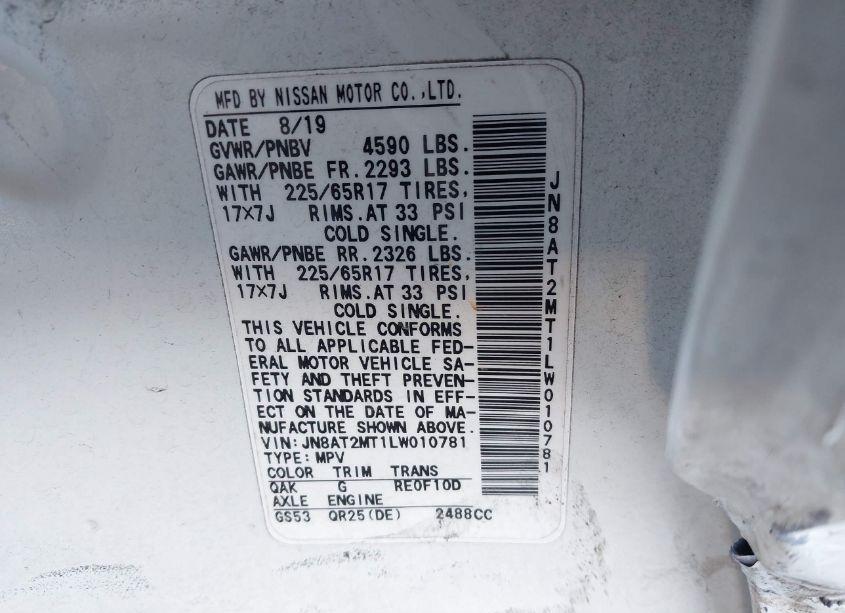 MFD BY NISSAN MOTOR CO.,LTD.
DATE 8/19
GVWR/PNBV 4590 LBS.
GAWR/PNBE FR.2293 LBS.
WITH 225/65R17 TIRES,
17×7J RIMS.AT 33 PSI
COLD SINGLE.
GAWR/PNBE RR.2326 LBS.
WITH 225/65R17 TIRES,
17×7J RIMS.AT 33 PSI
COLD SINGLE.
THIS VEHICLE CONFORMS
TO ALL APPLICABLE FED-
ERAL MOTOR VEHICLE SA-
FETY AND THEFT PREVEN-
TION STANDARDS IN EFF-
ECT ON THE DATE OF MA-
NUFACTURE SHOWN ABOVE.
VIN:JN8AT2MT1LW010781
TYPE:MPV
COLOR TRIM TRANS
QAK G RE0F10D
AXLE ENGINE
GS53 QR25(DE) 2488CC
JN8AT2MT1LW010781